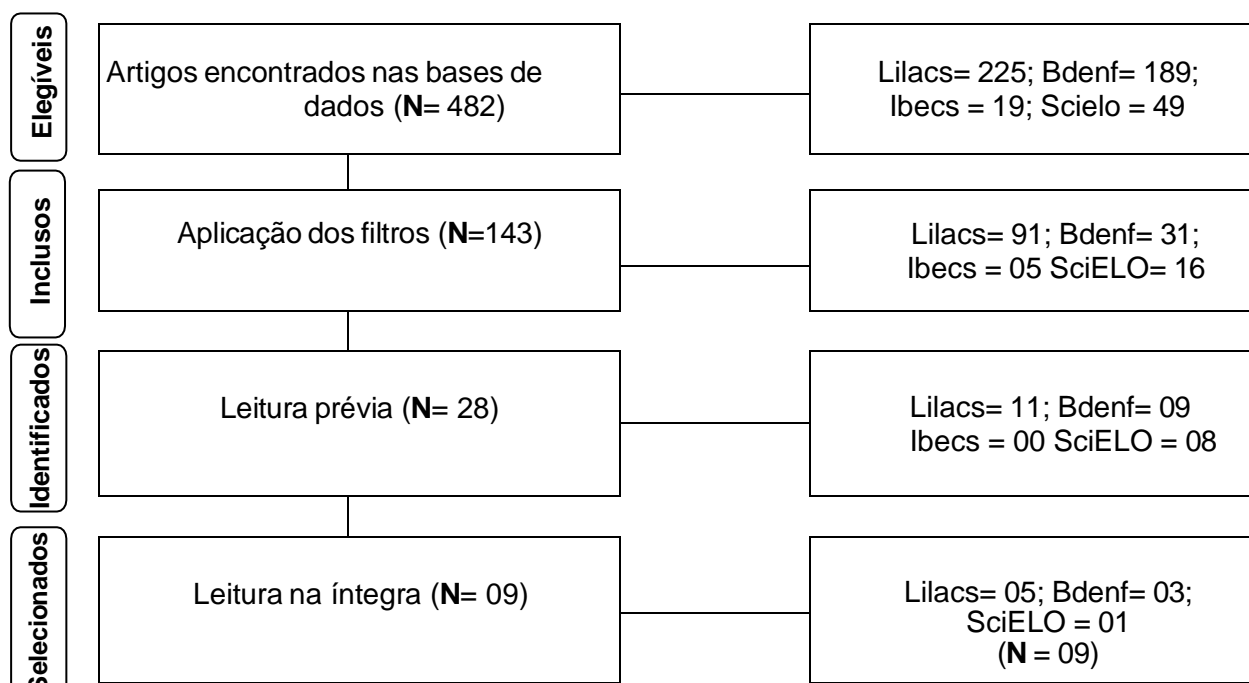 Elegíveis
Artigos encontrados nas bases de
dados (N= 482)
Lilacs= 225; Bdenf= 189;
Ibecs = 19; Scielo = 49
Inclusos
Aplicação dos filtros (N=143)
Lilacs= 91; Bdenf= 31;
Ibecs = 05 SciELO= 16
Identificados
Leitura prévia (N= 28)
Lilacs= 11; Bdenf= 09
Ibecs = 00 SciELO = 08
Selecionados
Leitura na íntegra (N= 09)
Lilacs= 05; Bdenf= 03;
SciELO = 01
(N = 09)